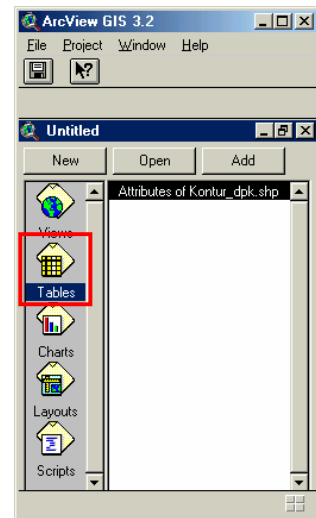 ArcView GIS 3.2
File Project Window Help
Untitled
New Open Add
Attributes of Kontur_dpk.shp
Views
Tables
Charts
Layouts
Scripts